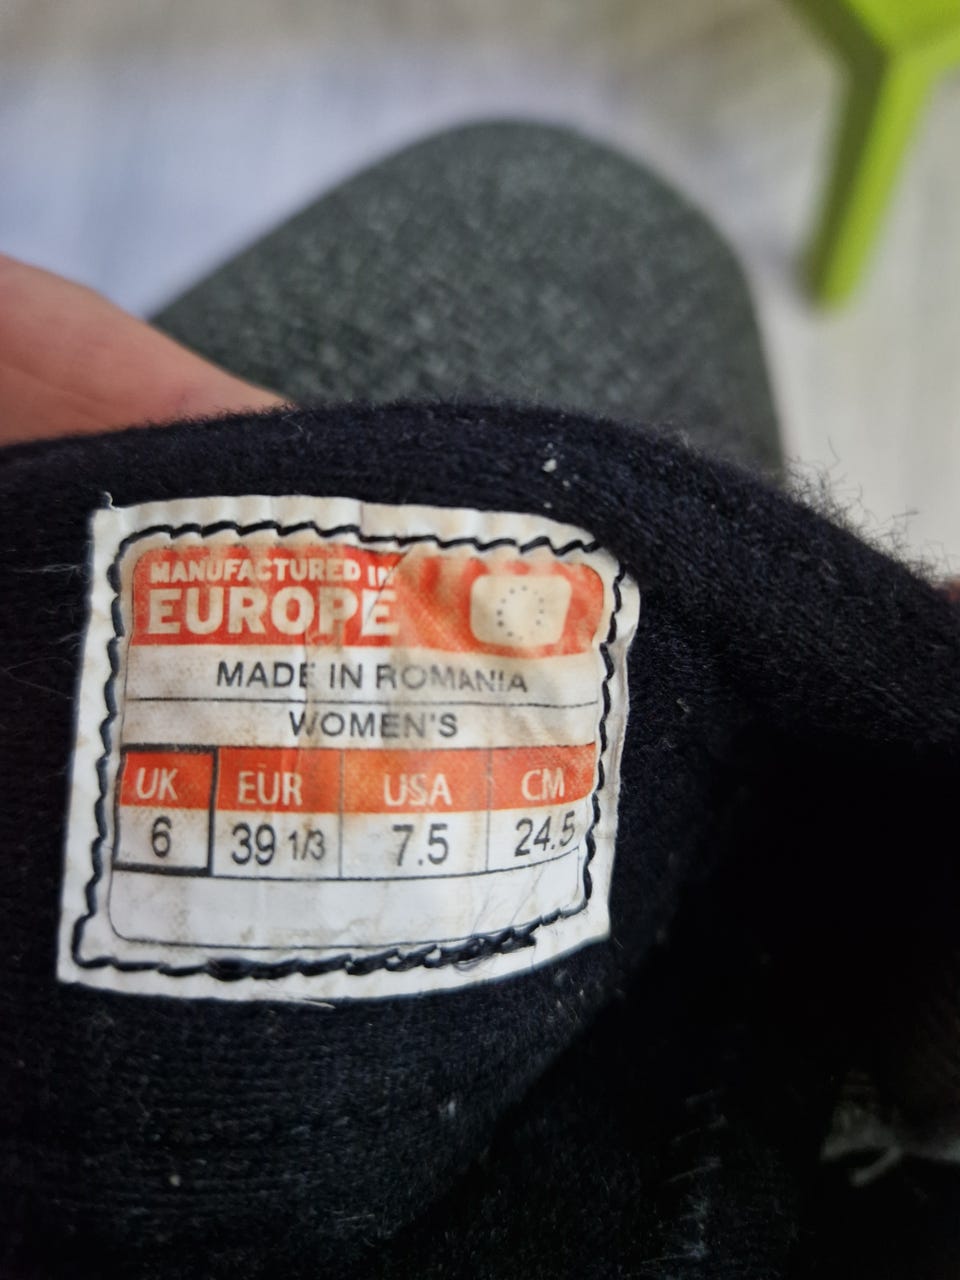 MANUFACTURED IN
EUROPE
MADE IN ROMANIA
WOMEN'S
UK EUR USA CM
6 39 1/3 7.5 24.5